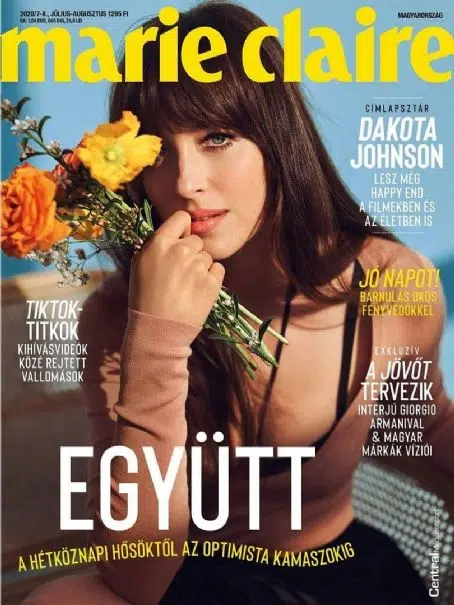 2020/7-8., JÚLIUS-AUGUSZTUS 1295 FT
MAGYARORSZÁG
marie claire
CÍMLAPSZTÁR
DAKOTA
JOHNSON
LESZ MÉG
HAPPY END
A FILMEKBEN ÉS
AZ ÉLETBEN IS
JÓ NAPOT!
BARNULÁS OKOS
FÉNYVÉDŐKKEL
TIKTOK-
TITKOK
KIHÍVÁSVIDEÓK
KÖZÉ REJTETT
VALLOMÁSOK
EXKLUZÍV
A JÖVŐT
TERVEZIK
INTERJÚ GIORGIO
ARMANIVAL
& MAGYAR
MÁRKÁK VÍZIÓI
EGYÜTT
A HÉTKÖZNAPI HŐSÖKTŐL AZ OPTIMISTA KAMASZOKIG
Central